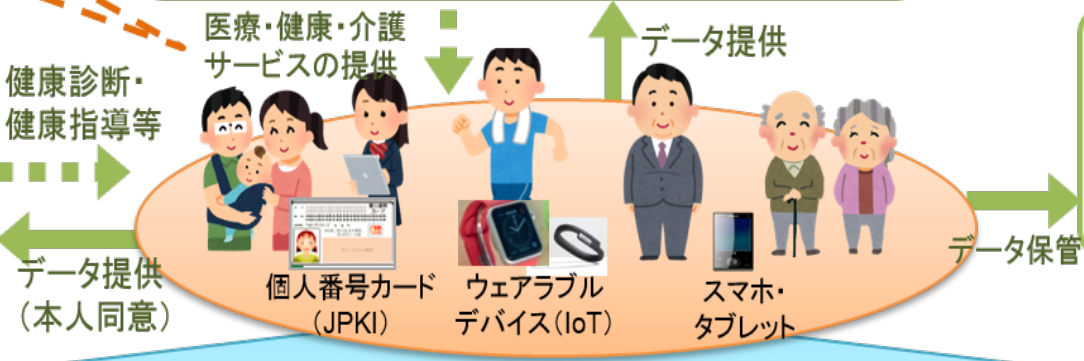 医療・健康・介護
サービスの提供
データ提供
健康診断・
健康指導等
データ提供
（本人同意）
個人番号カード
（JPKI）
ウェアラブル
デバイス（IoT）
スマホ・
タブレット
データ保管